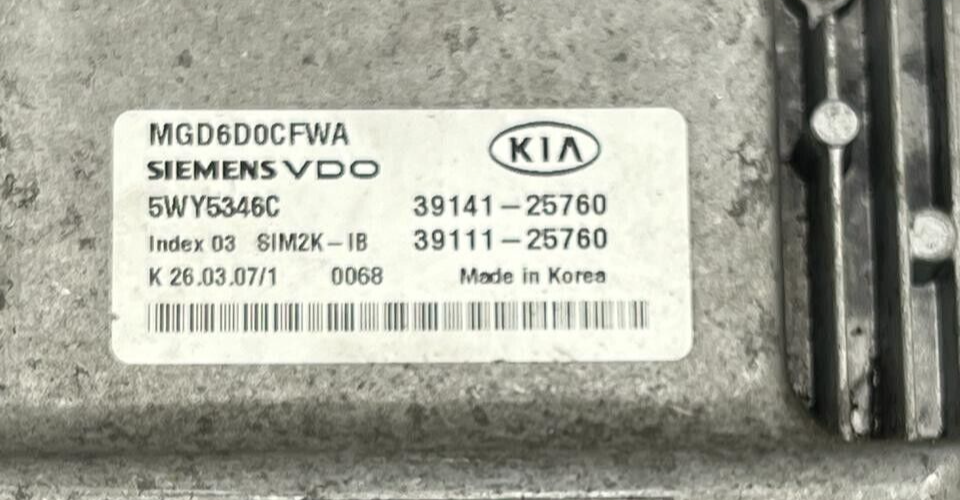 MGD6D0CFWA
KIA
SIEMENS VDO
5WY5346C 39141-25760
Index 03 SIM2K-IB 39111-25760
K 26.03.07/1 0068 Made in Korea